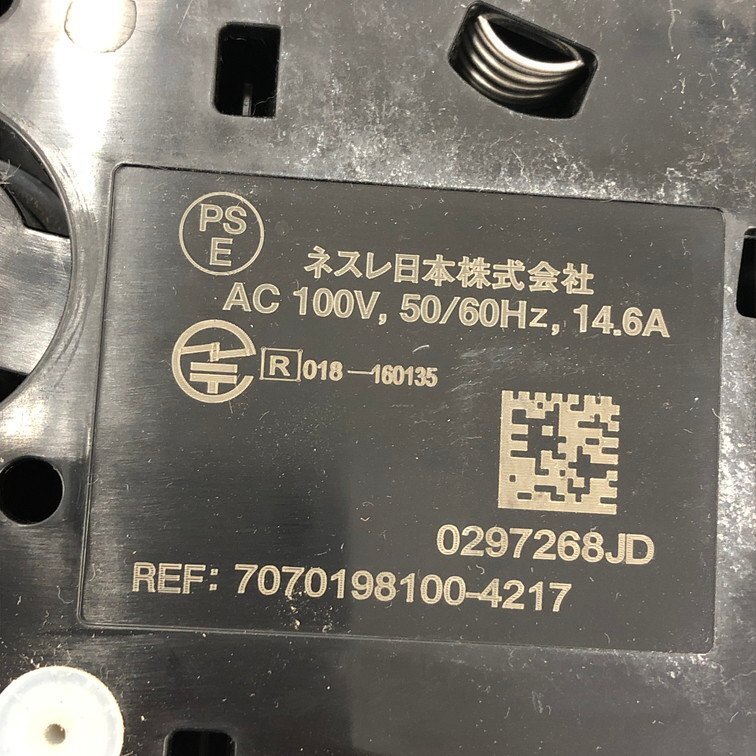 PS
E
ネスレ日本株式会社
AC 100V, 50/60Hz, 14.6A
R 018-160135
0297268JD
REF: 7070198100-4217